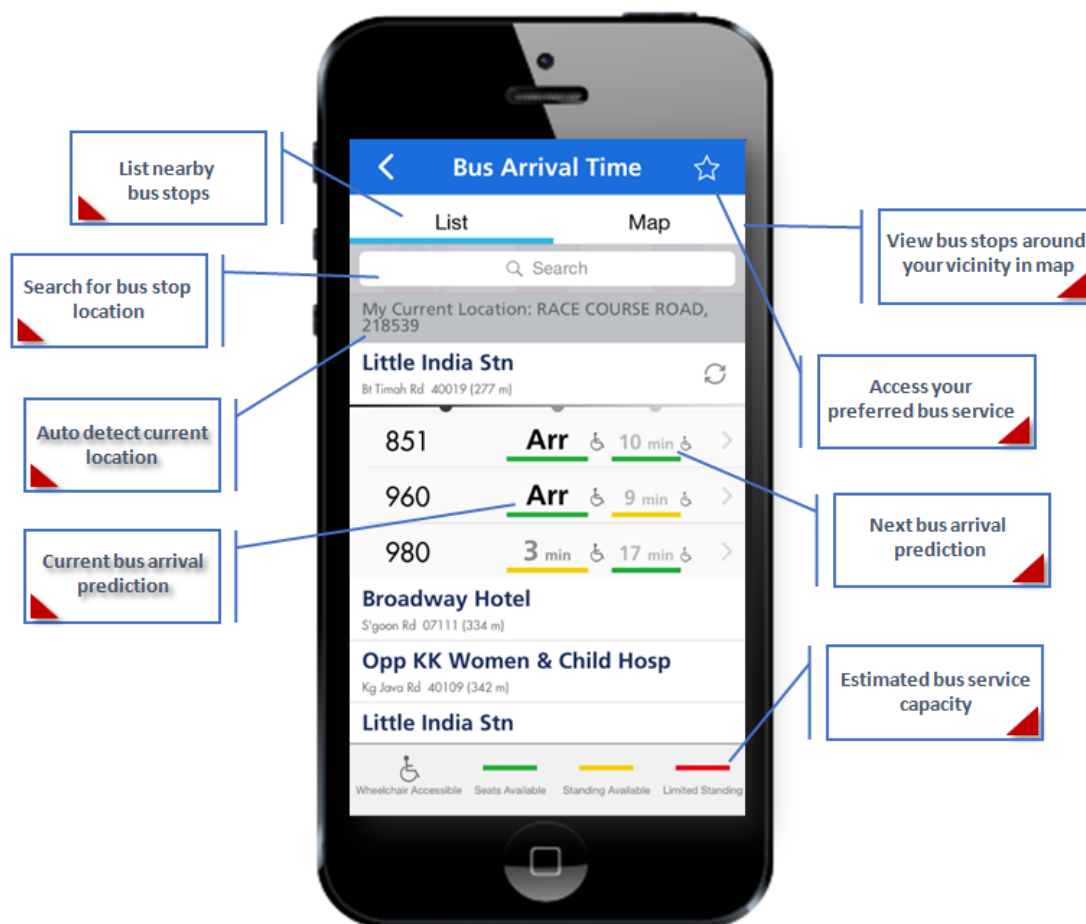 Bus Arrival Time
List
Map
Search
My Current Location: RACE COURSE ROAD,
218539
Little India Stn
Bt Timah Rd 40019 (277 m)
851 Arr 10 min
960 Arr 9 min
980 3 min 17 min
Broadway Hotel
S'goon Rd 07111 (334 m)
Opp KK Women & Child Hosp
Kg Java Rd 40109 (342 m)
Little India Stn
Wheelchair Accessible
Seats Available
Standing Available
Limited Standing
List nearby
bus stops
Search for bus stop
location
Auto detect current
location
Current bus arrival
prediction
View bus stops around
your vicinity in map
Access your
preferred bus service
Next bus arrival
prediction
Estimated bus service
capacity